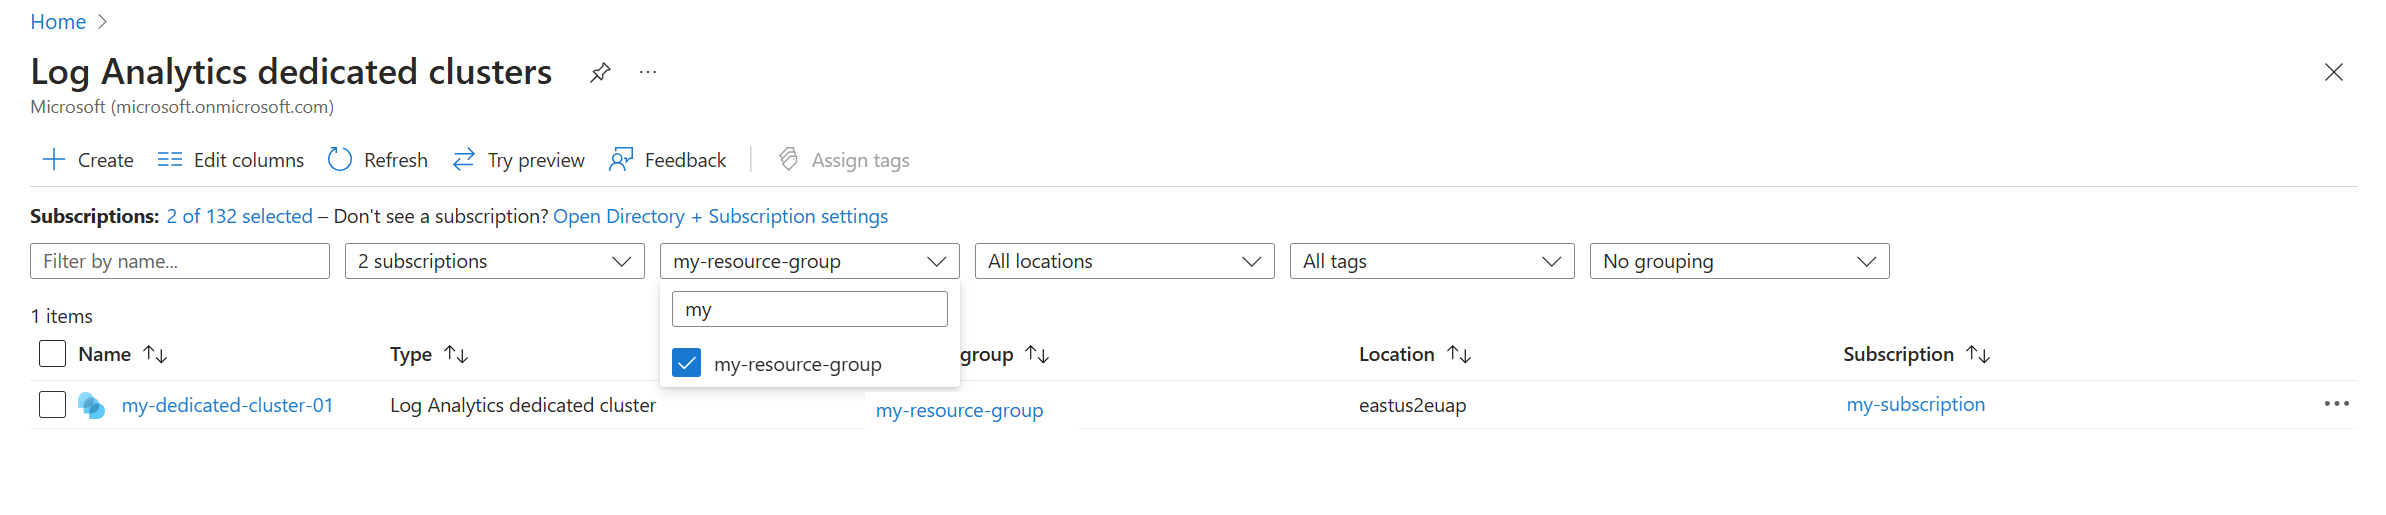 Home
Log Analytics dedicated clusters
Microsoft (microsoft.onmicrosoft.com)
Create Edit columns Refresh Try preview Feedback Assign tags
Subscriptions: 2 of 132 selected – Don't see a subscription? Open Directory + Subscription settings
Filter by name... 2 subscriptions my-resource-group All locations All tags No grouping
my
1 items
Name Type group Location Subscription
my-resource-group
my-dedicated-cluster-01 Log Analytics dedicated cluster my-resource-group eastus2euap my-subscription